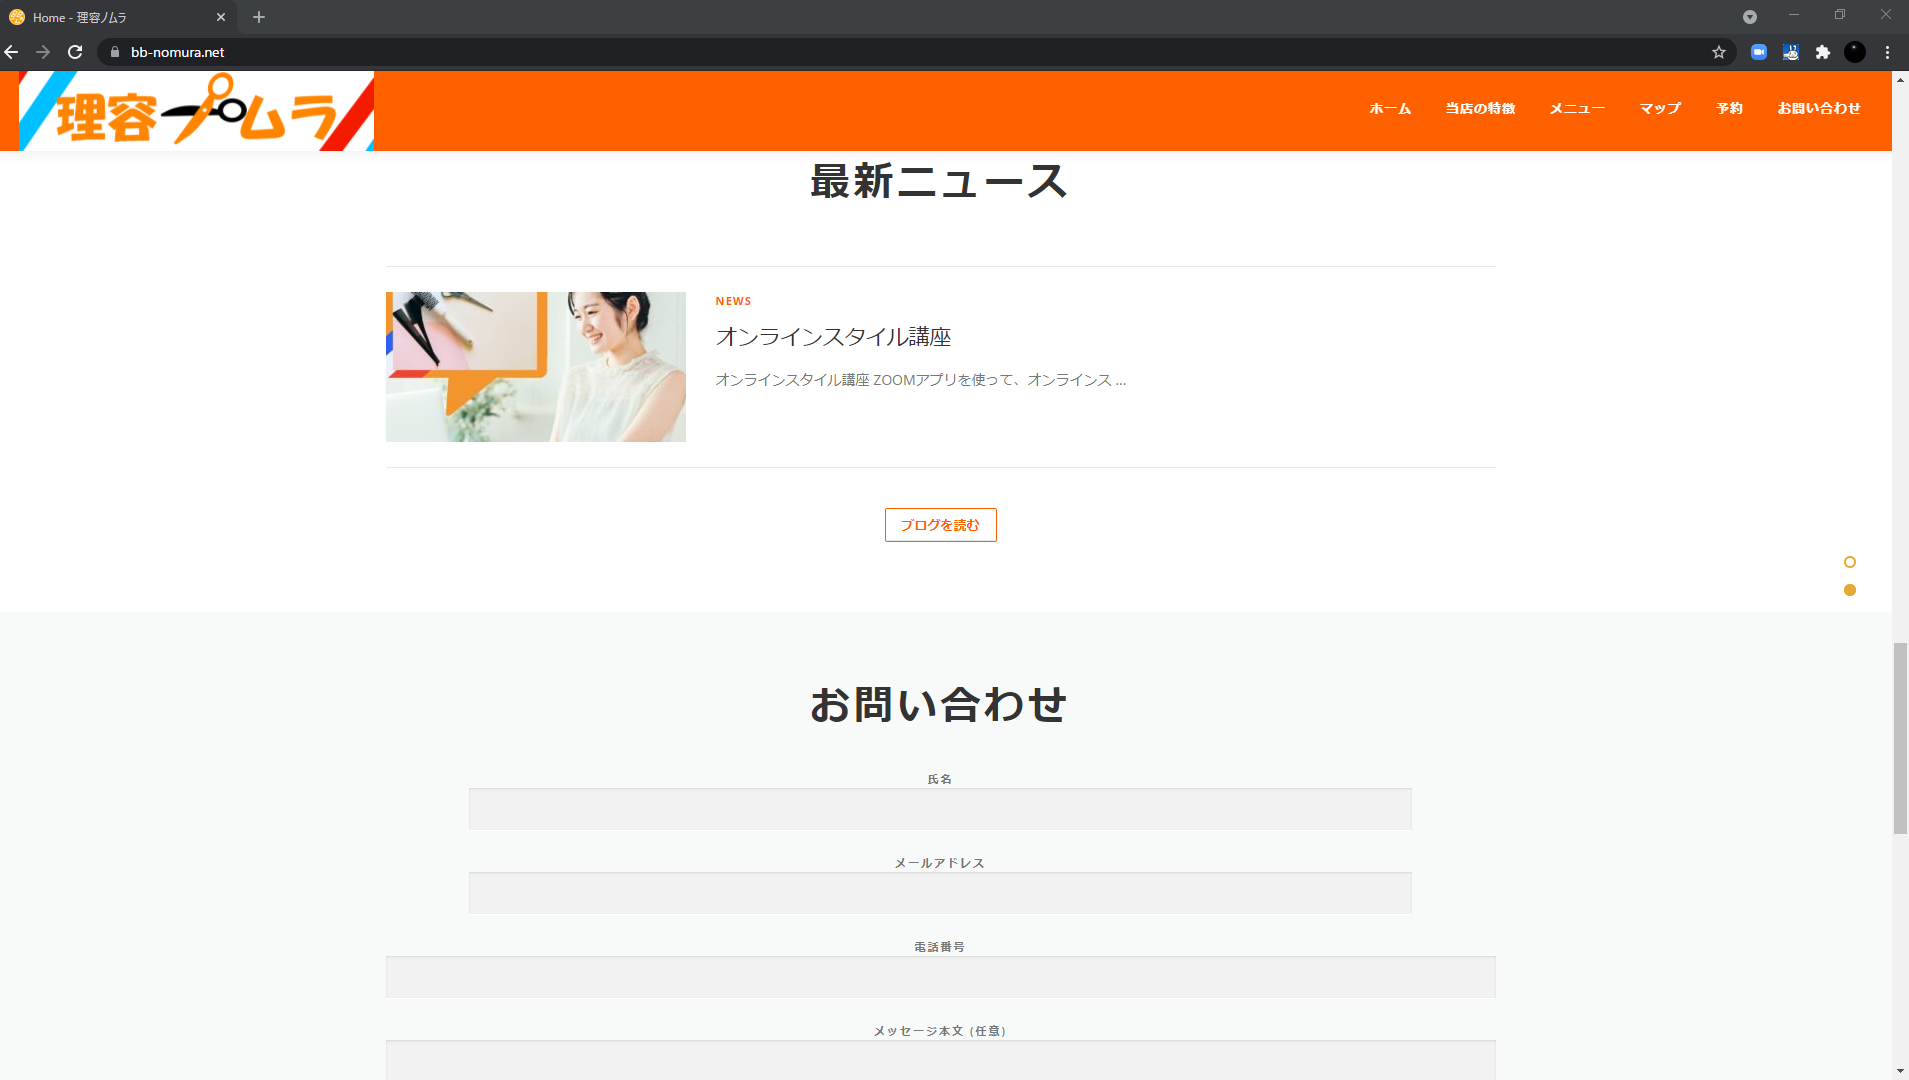 Home - 理容ノムラ
bb-nomura.net
理容ノムラ
ホーム 当店の特徴 メニュー マップ 予約 お問い合わせ
最新ニュース
NEWS
オンラインスタイル講座
オンラインスタイル講座 ZOOMアプリを使って、オンラインス ...
ブログを読む
お問い合わせ
氏名
メールアドレス
電話番号
メッセージ本文 (任意)